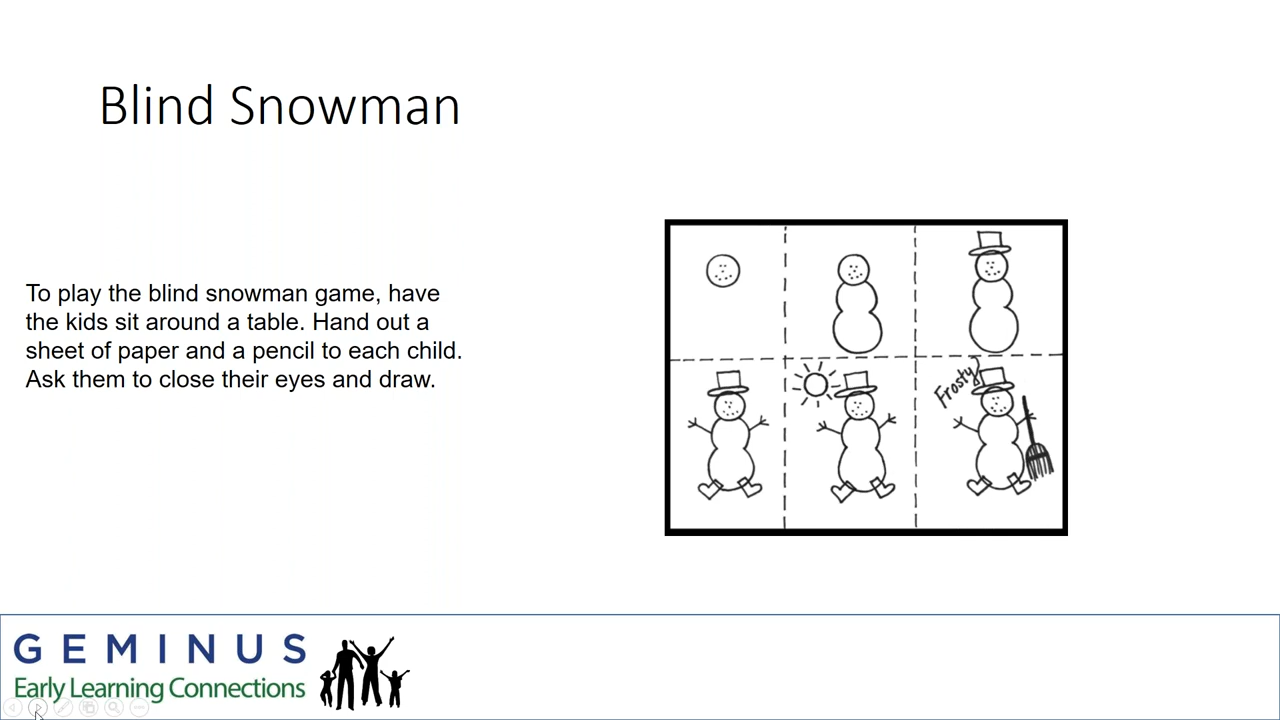 Blind Snowman
To play the blind snowman game, have
the kids sit around a table. Hand out a
sheet of paper and a pencil to each child.
Ask them to close their eyes and draw.
Frosty
GEMINUS
Early Learning Connections